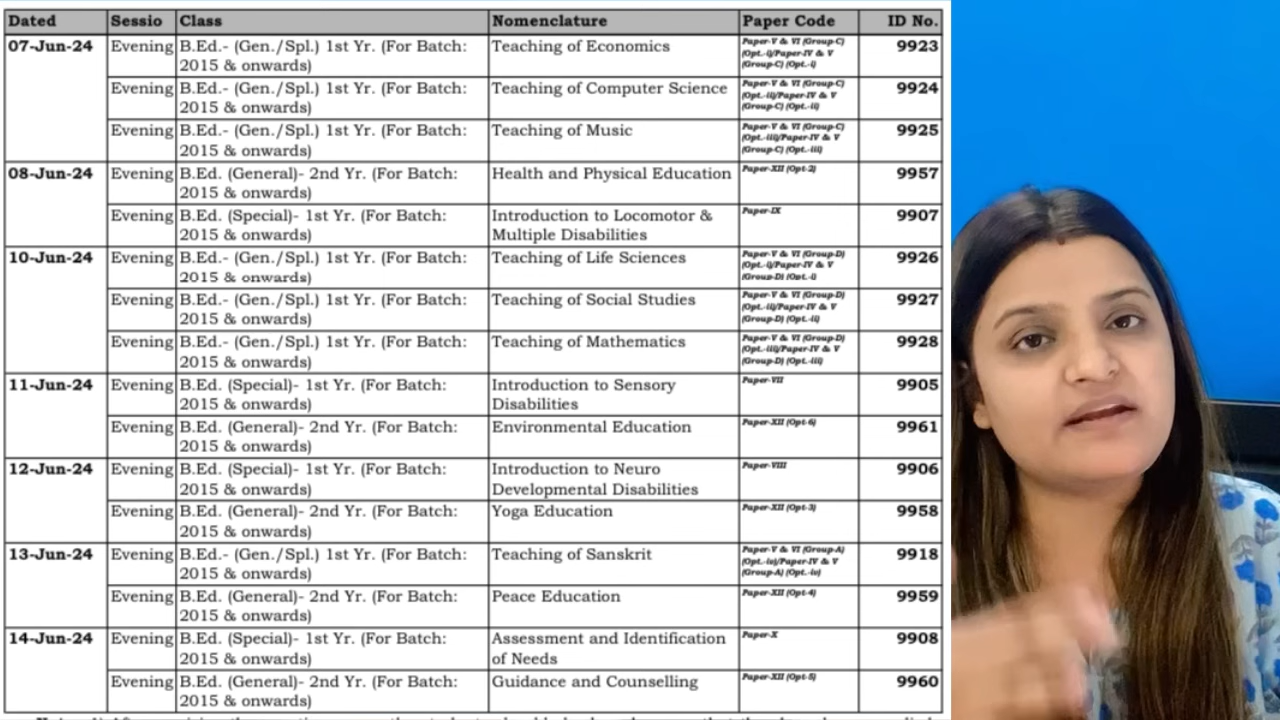 Dated Sessio Class Nomenclature Paper Code ID No.
07-Jun-24 Evening B.Ed.- (Gen./Spl.) 1st Yr. (For Batch: Teaching of Economics Paper-V & VI (Group-C) 9923
2015 & onwards) (Opt.-i)/Paper-IV & V
(Group-C) (Opt.-i)
Evening B.Ed.- (Gen./Spl.) 1st Yr. (For Batch: Teaching of Computer Science Paper-V & VI (Group-C) 9924
2015 & onwards) (Opt.-ii)/Paper-IV & V
(Group-C) (Opt.-ii)
Evening B.Ed.- (Gen./Spl.) 1st Yr. (For Batch: Teaching of Music Paper-V & VI (Group-C) 9925
2015 & onwards) (Opt.-iii)/Paper-IV & V
(Group-C) (Opt.-iii)
08-Jun-24 Evening B.Ed. (General)- 2nd Yr. (For Batch: Health and Physical Education Paper-XII (Opt-2) 9957
2015 & onwards)
Evening B.Ed. (Special)- 1st Yr. (For Batch: Introduction to Locomotor & Paper-IX 9907
2015 & onwards) Multiple Disabilities
10-Jun-24 Evening B.Ed.- (Gen./Spl.) 1st Yr. (For Batch: Teaching of Life Sciences Paper-V & VI (Group-D) 9926
2015 & onwards) (Opt.-i)/Paper-IV & V
(Group-D) (Opt.-i)
Evening B.Ed.- (Gen./Spl.) 1st Yr. (For Batch: Teaching of Social Studies Paper-V & VI (Group-D) 9927
2015 & onwards) (Opt.-ii)/Paper-IV & V
(Group-D) (Opt.-ii)
Evening B.Ed.- (Gen./Spl.) 1st Yr. (For Batch: Teaching of Mathematics Paper-V & VI (Group-D) 9928
2015 & onwards) (Opt.-iii)/Paper-IV & V
(Group-D) (Opt.-iii)
11-Jun-24 Evening B.Ed. (Special)- 1st Yr. (For Batch: Introduction to Sensory Paper-VII 9905
2015 & onwards) Disabilities
Evening B.Ed. (General)- 2nd Yr. (For Batch: Environmental Education Paper-XII (Opt-6) 9961
2015 & onwards)
12-Jun-24 Evening B.Ed. (Special)- 1st Yr. (For Batch: Introduction to Neuro Paper-VIII 9906
2015 & onwards) Developmental Disabilities
Evening B.Ed. (General)- 2nd Yr. (For Batch: Yoga Education Paper-XII (Opt-3) 9958
2015 & onwards)
13-Jun-24 Evening B.Ed.- (Gen./Spl.) 1st Yr. (For Batch: Teaching of Sanskrit Paper-V & VI (Group-A) 9918
2015 & onwards) (Opt.-iv)/Paper-IV & V
(Group-A) (Opt.-iv)
Evening B.Ed. (General)- 2nd Yr. (For Batch: Peace Education Paper-XII (Opt-4) 9959
2015 & onwards)
14-Jun-24 Evening B.Ed. (Special)- 1st Yr. (For Batch: Assessment and Identification Paper-X 9908
2015 & onwards) of Needs
Evening B.Ed. (General)- 2nd Yr. (For Batch: Guidance and Counselling Paper-XII (Opt-5) 9960
2015 & onwards)